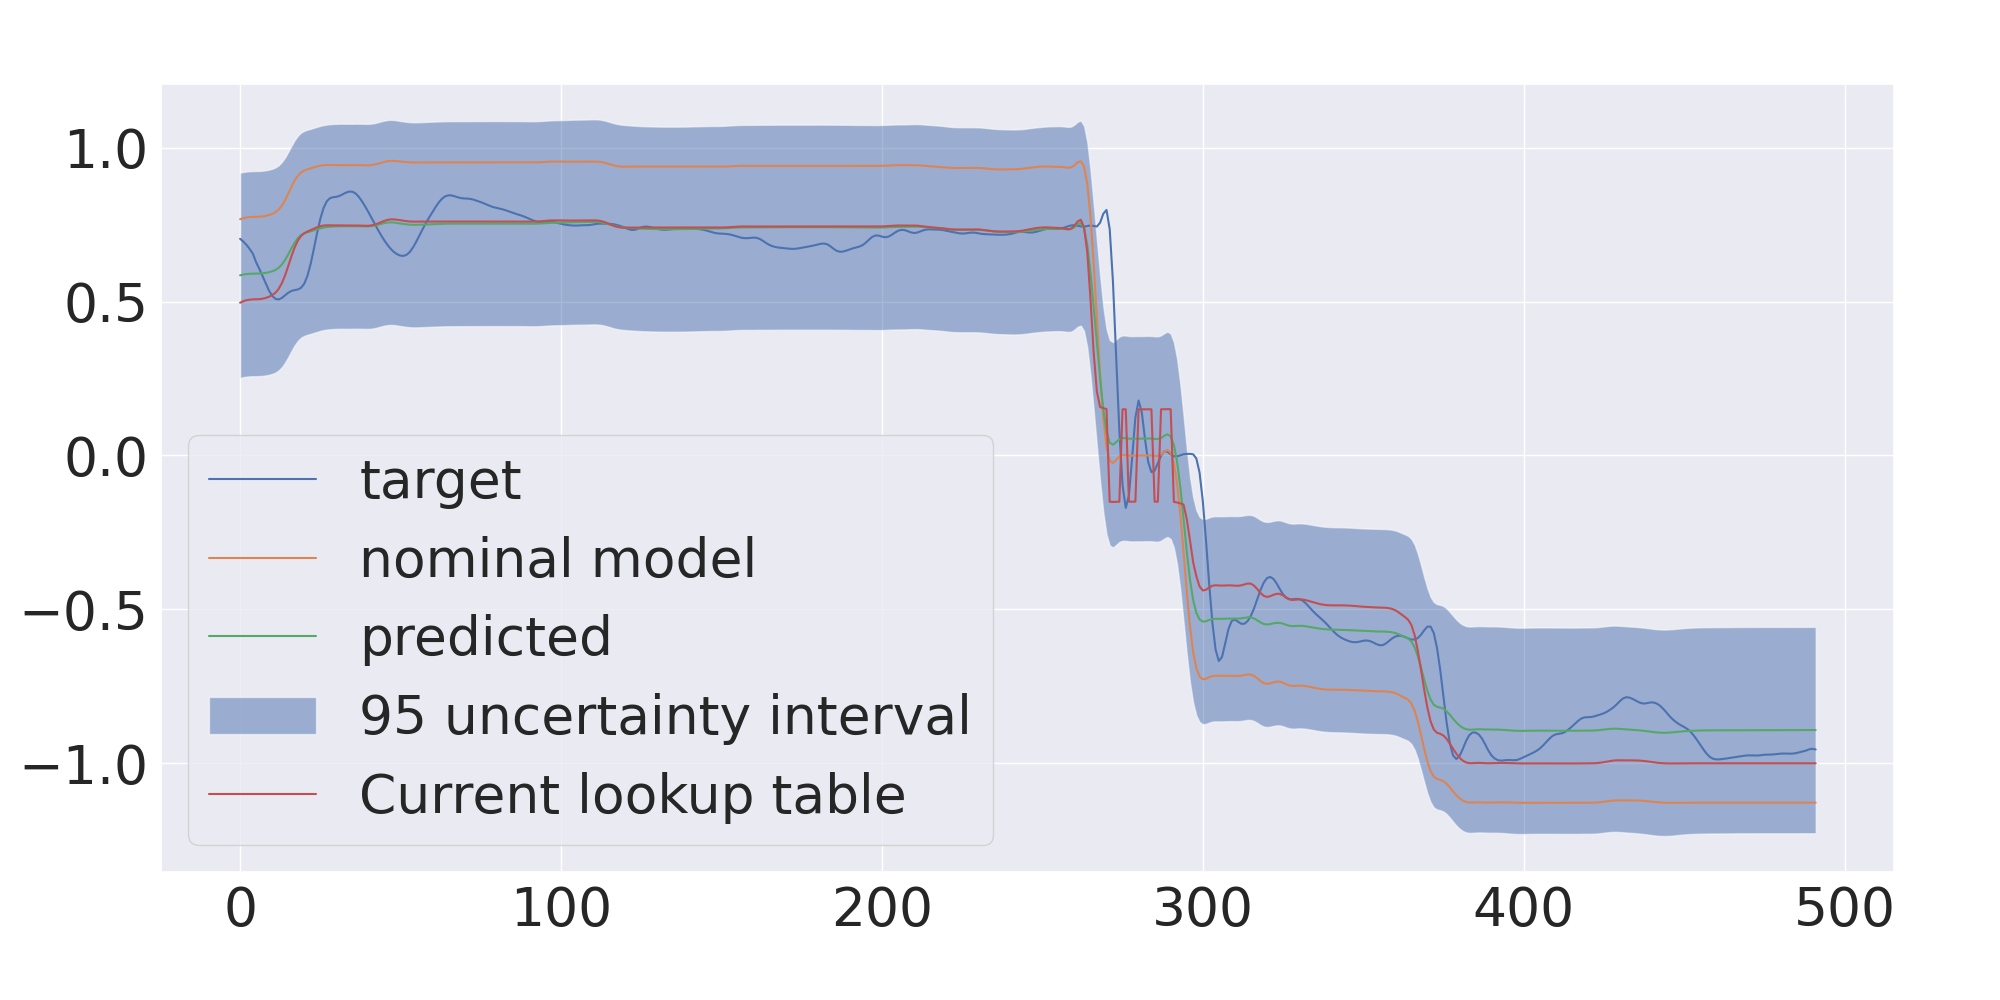 1.0
0.5
0.0
−0.5
−1.0
target
nominal model
predicted
95 uncertainty interval
Current lookup table
0 100 200 300 400 500